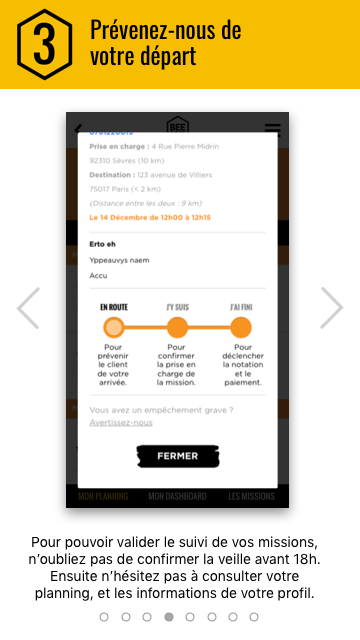 3
Prévenez-nous de
votre départ
BEE
Prise en charge : 4 Rue Pierre Midrin
92310 Sèvres (10 km)
Destination : 123 avenue de Villiers
75017 Paris (< 2 km)
(Distance entre les deux : 9 km)
Le 14 Décembre de 12h00 à 12h15
Erto eh
Yppeauvys naem
Accu
EN ROUTE
J'Y SUIS
J'AI FINI
Pour
prévenir
le client
de votre
arrivée.
Pour
confirmer
la prise en
charge de
la mission.
Pour
déclencher
la notation
et le
paiement.
Vous avez un empêchement grave ?
Avertissez-nous
FERMER
MON PLANNING
MON DASHBOARD
LES MISSIONS
Pour pouvoir valider le suivi de vos missions,
n'oubliez pas de confirmer la veille avant 18h.
Ensuite n'hésitez pas à consulter votre
planning, et les informations de votre profil.